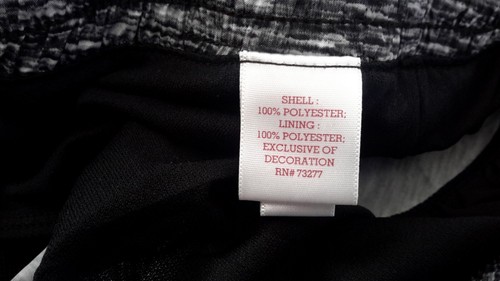 SHELL :
100% POLYESTER;
LINING :
100% POLYESTER;
EXCLUSIVE OF
DECORATION
RN# 73277